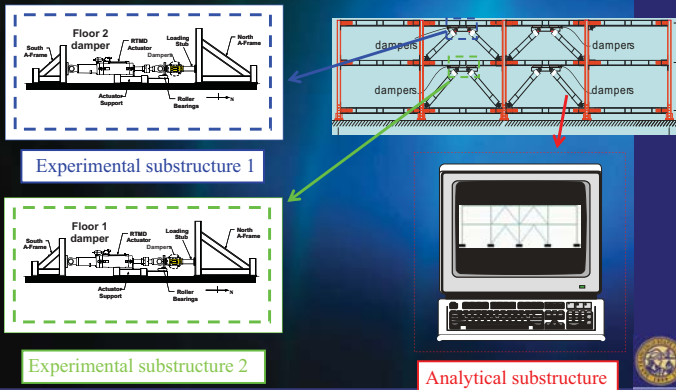 Floor 2
damper
South
A-Frame
RTMD
Actuator
Dampers
Loading
Stub
North
A-Frame
Actuator
Support
Roller
Bearings
N
Experimental substructure 1
Floor 1
damper
South
A-Frame
RTMD
Actuator
Dampers
Loading
Stub
North
A-Frame
Actuator
Support
Roller
Bearings
N
Experimental substructure 2
dampers
dampers
dampers
dampers
Analytical substructure